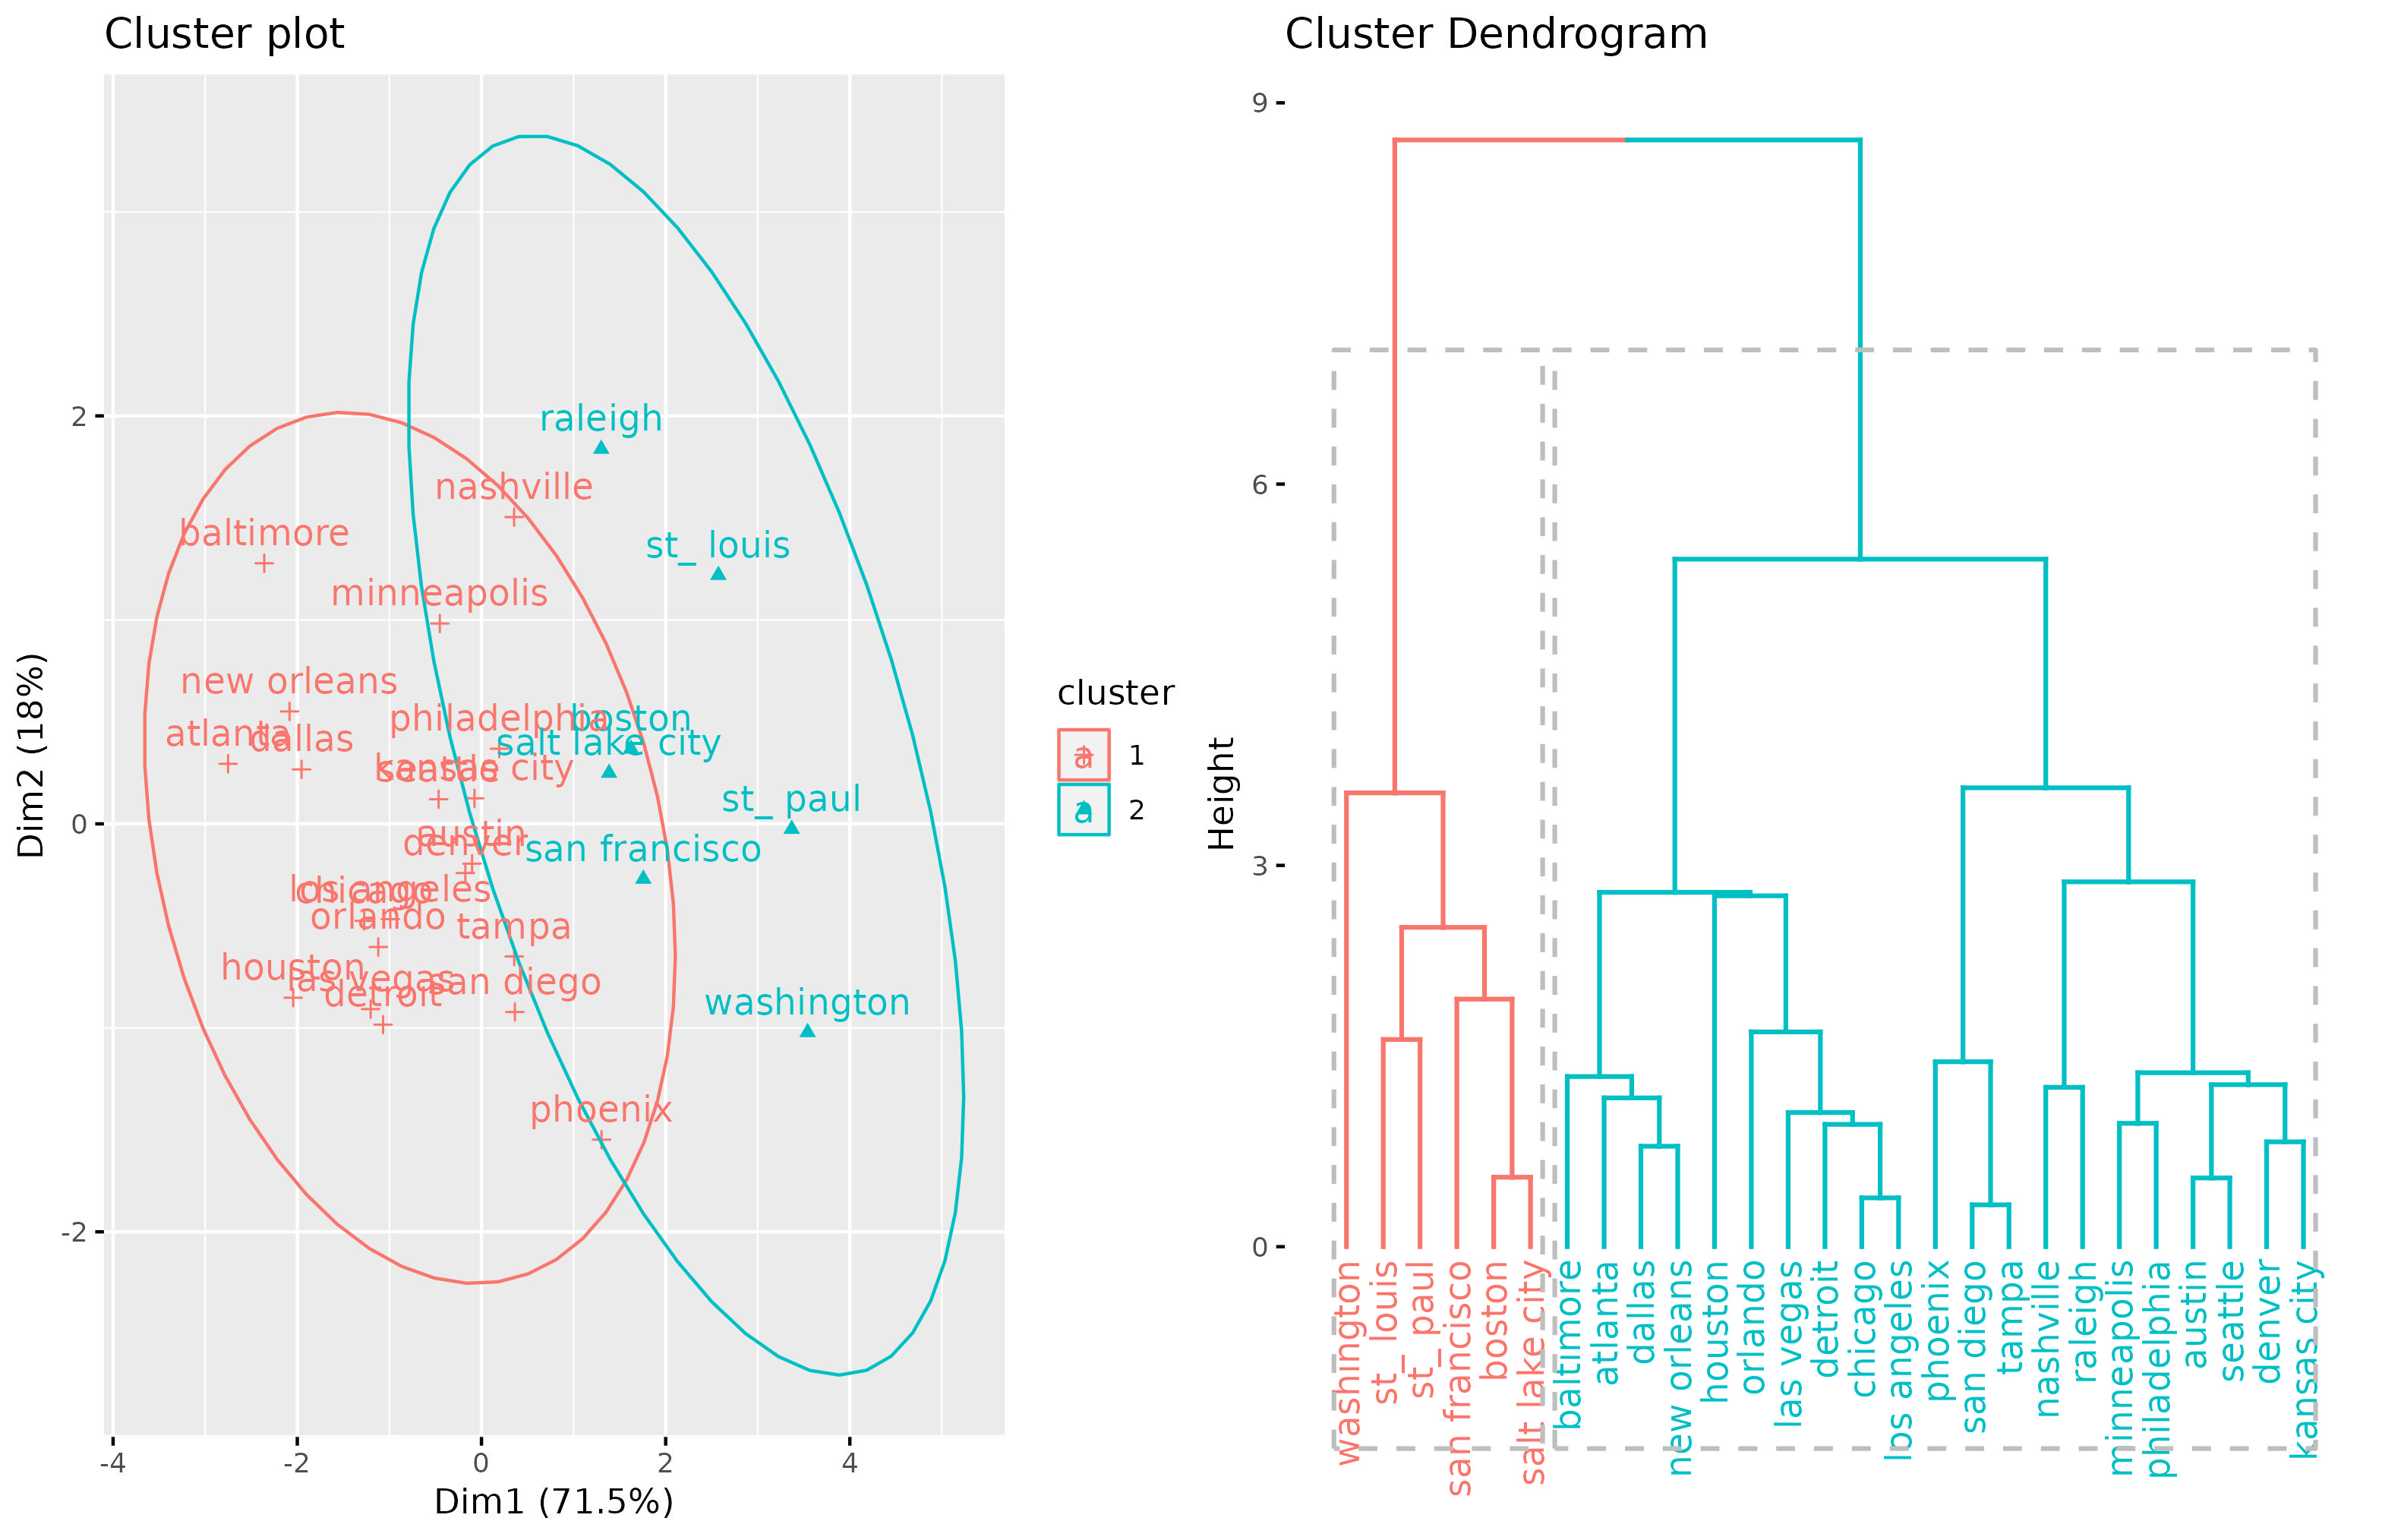 Cluster plot
raleigh
nashville
baltimore
st_ louis
minneapolis
new orleans
philadelphia
boston
atlanta
dallas
salt lake city
seattle
kansas city
st_ paul
austin
denver
san francisco
los angeles
chicago
orlando
tampa
houston
las vegas
san diego
detroit
washington
phoenix
2
0
-2
-4
-2
0
2
4
Dim1 (71.5%)
Dim2 (18%)
cluster
a 1
a 2
Cluster Dendrogram
9
6
3
0
Height
washington
st_ louis
st_ paul
san francisco
boston
salt lake city
baltimore
atlanta
dallas
new orleans
houston
orlando
las vegas
detroit
chicago
los angeles
phoenix
san diego
tampa
nashville
raleigh
minneapolis
philadelphia
austin
seattle
denver
kansas city